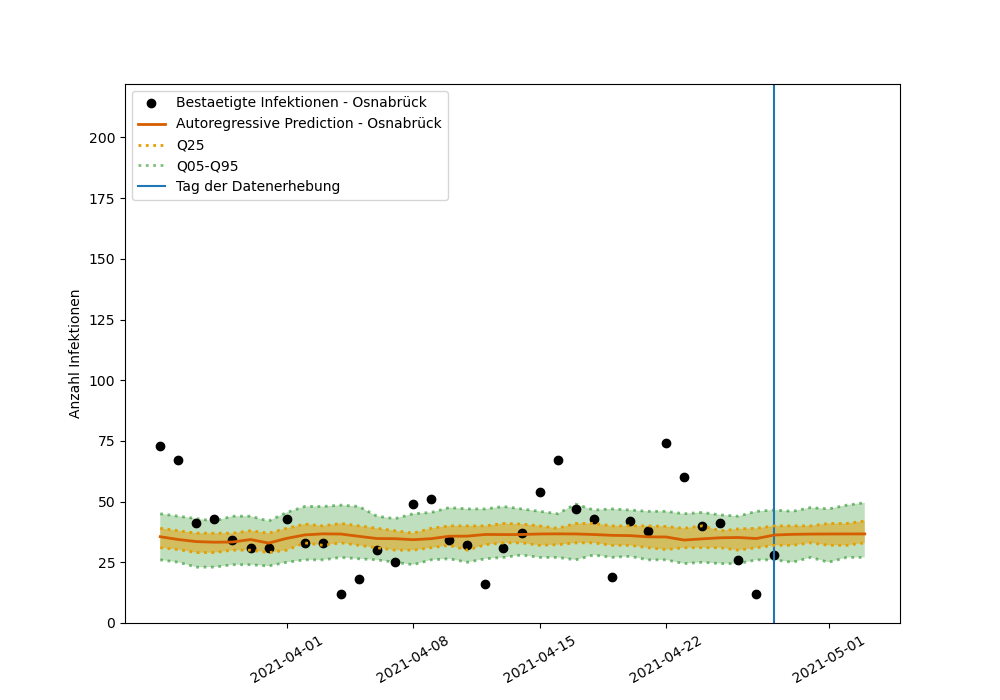 Bestaetigte Infektionen - Osnabrück
Autoregressive Prediction - Osnabrück
Q25
Q05-Q95
Tag der Datenerhebung
200
175
150
125
100
75
50
25
0
Anzahl Infektionen
2021-04-01
2021-04-08
2021-04-15
2021-04-22
2021-05-01